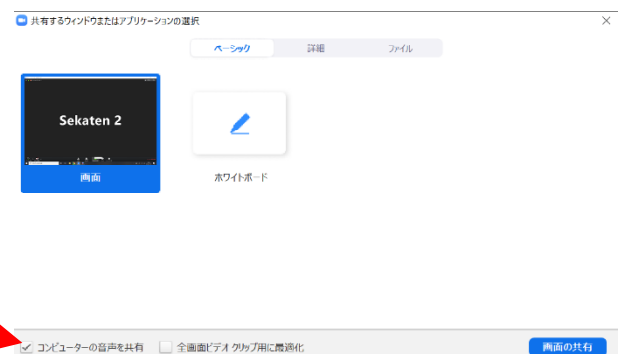 共有するウィンドウまたはアプリケーションの選択
ベーシック 詳細 ファイル
Sekaten 2
画面 ホワイトボード
コンピューターの音声を共有 全画面ビデオ クリップ用に最適化 画面の共有